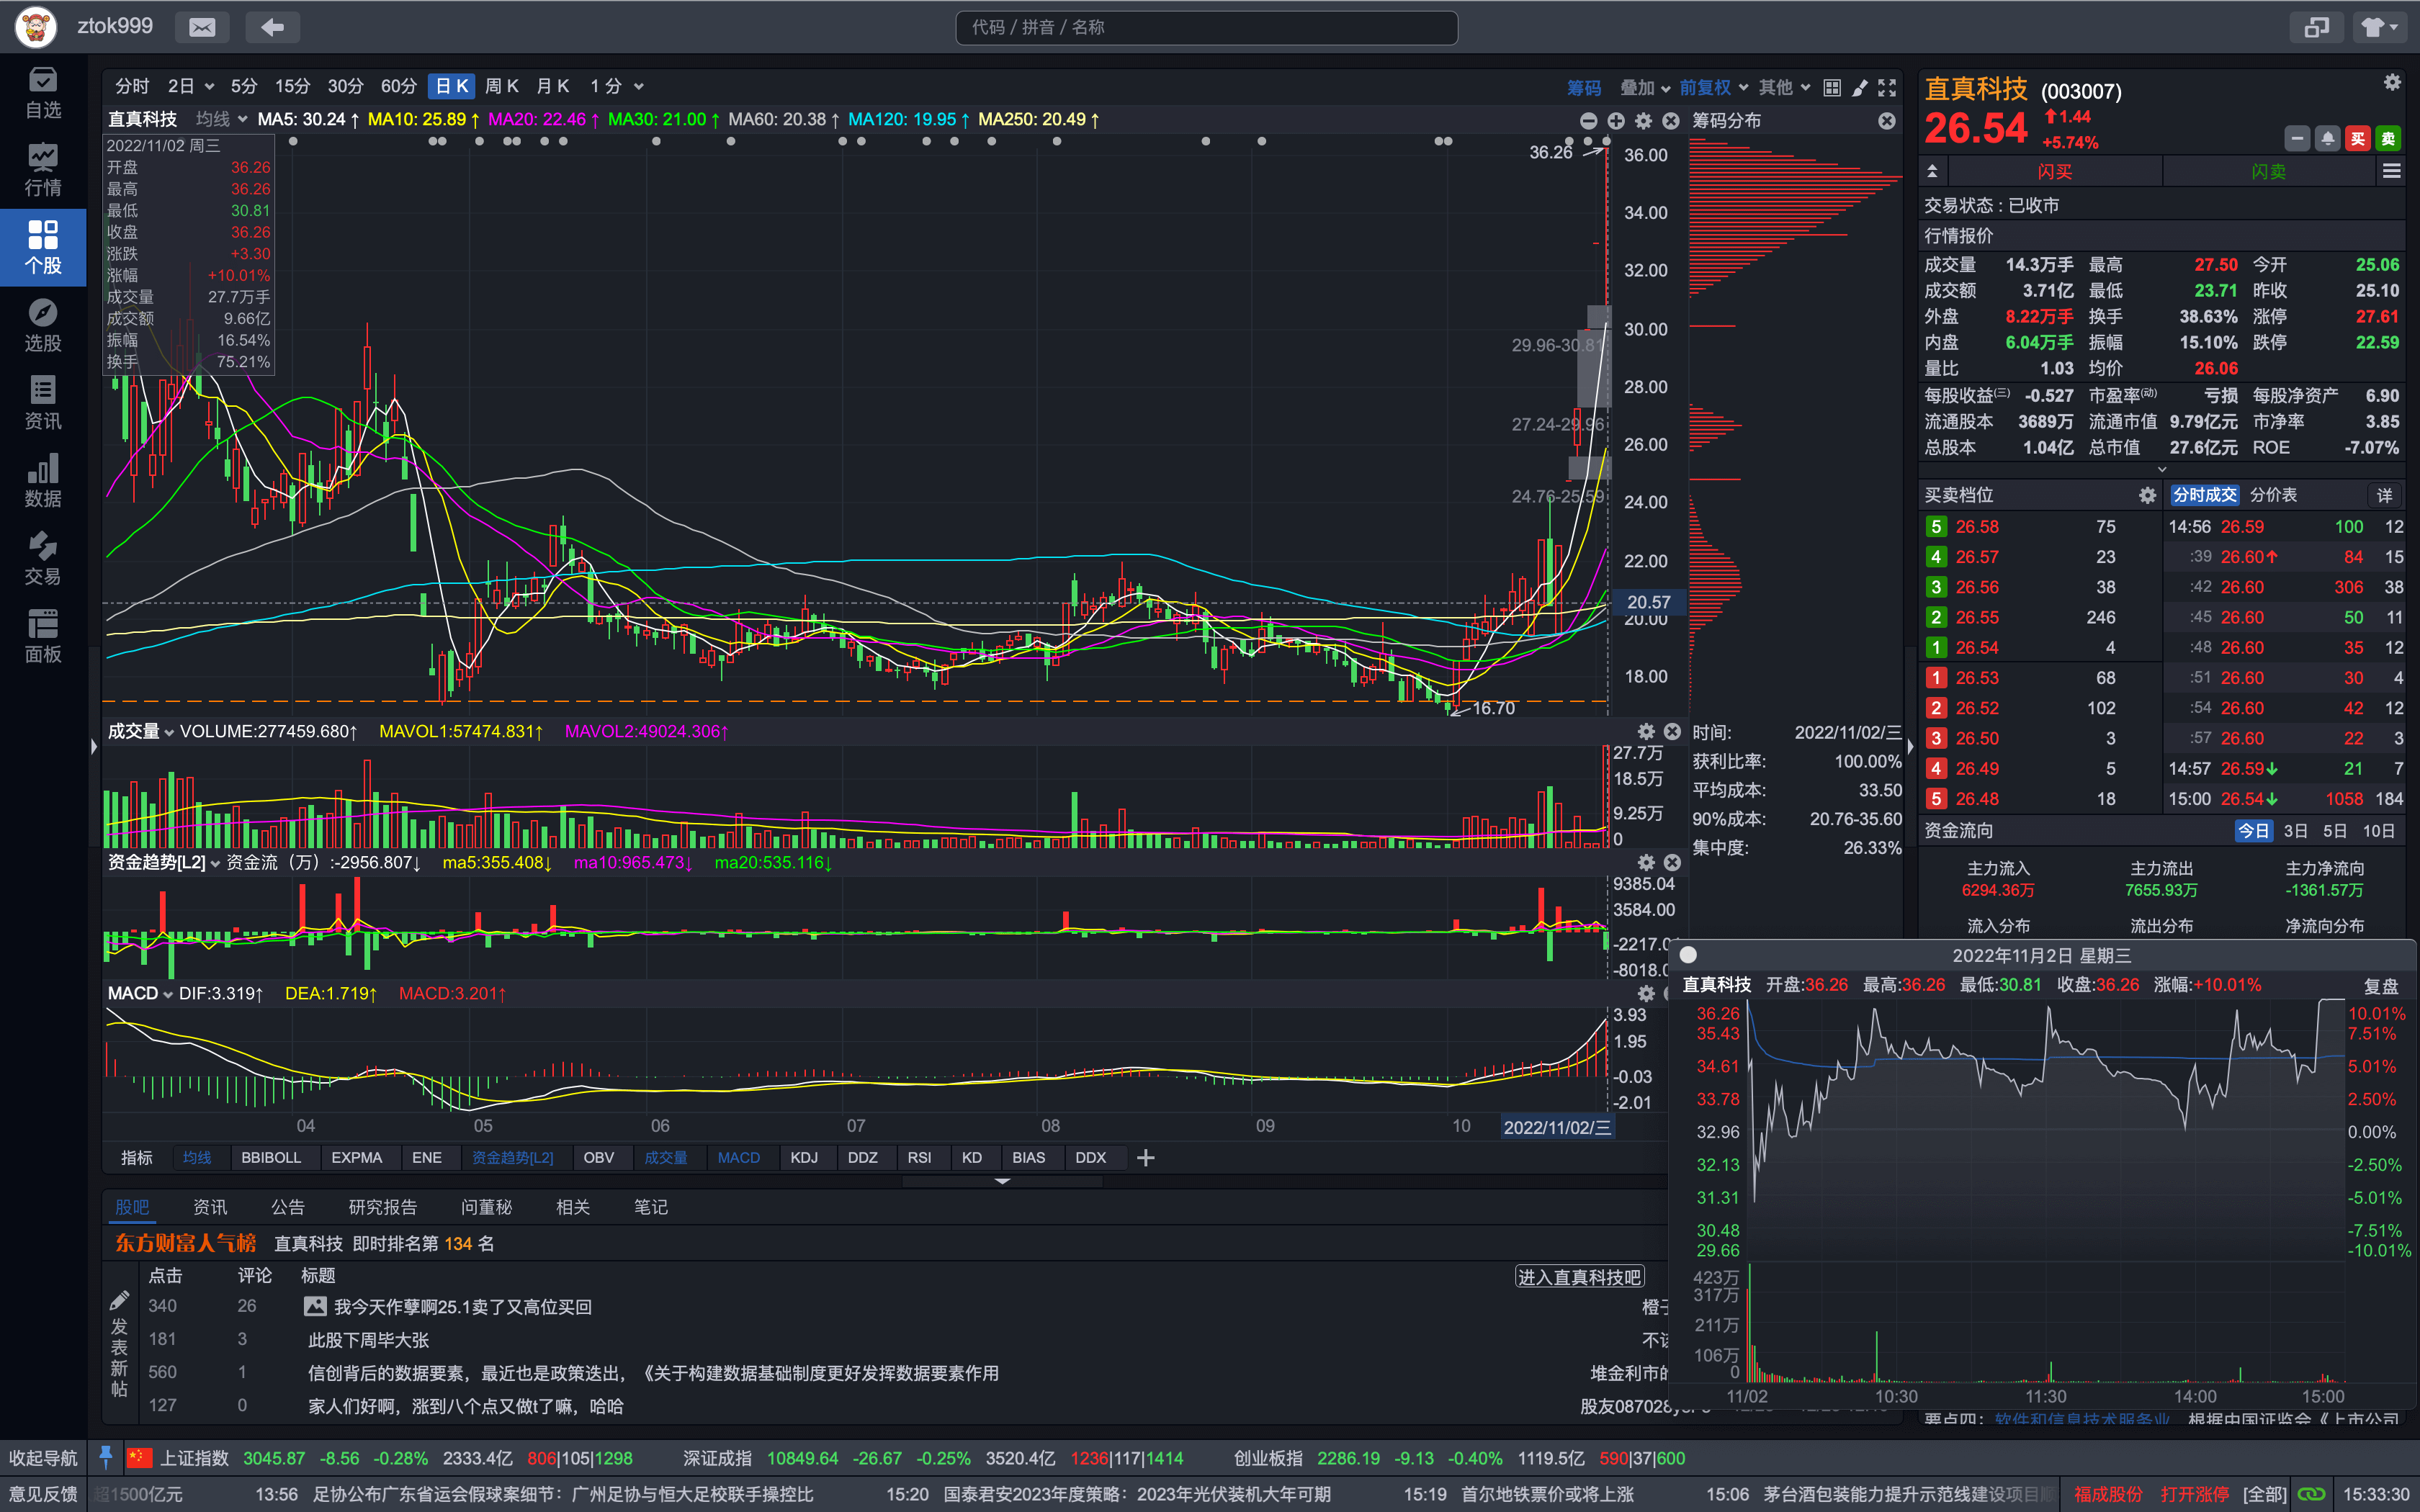 ztok999
代码 / 拼音 / 名称
自选
行情
个股
选股
资讯
数据
交易
面板
分时 2日 5分 15分 30分 60分 日K 周K 月K 1分
筹码 叠加 前复权 其他
直真科技 均线 MA5: 30.24↑ MA10: 25.89↑ MA20: 22.46↑ MA30: 21.00↑ MA60: 20.38↑ MA120: 19.95↑ MA250: 20.49↑
筹码分布
2022/11/02 周三
开盘 36.26
最高 36.26
最低 30.81
收盘 36.26
涨跌 +3.30
涨幅 +10.01%
成交量 27.7万手
成交额 9.66亿
振幅 16.54%
换手 75.21%
36.26
29.96-30.81
27.24-29.96
24.76-25.59
16.70
36.00
34.00
32.00
30.00
28.00
26.00
24.00
22.00
20.57
20.00
18.00
成交量 VOLUME:277459.680↑ MAVOL1:57474.831↑ MAVOL2:49024.306↑
27.7万
18.5万
9.25万
0
资金趋势[L2] 资金流（万）:-2956.807↓ ma5:355.408↓ ma10:965.473↓ ma20:535.116↓
9385.04
3584.00
-8018.0
MACD DIF:3.319↑ DEA:1.719↑ MACD:3.201↑
3.93
1.95
-0.03
-2.01
04 05 06 07 08 09 10 2022/11/02/三
指标 均线 BBIBOLL EXPMA ENE 资金趋势[L2] OBV 成交量 MACD KDJ DDZ RSI KD BIAS DDX
时间: 2022/11/02/三
获利比率: 100.00%
平均成本: 33.50
90%成本: 20.76-35.60
集中度: 26.33%
股吧 资讯 公告 研究报告 问董秘 相关 笔记
东方财富人气榜 直真科技 即时排名第 134 名
点击 评论 标题 进入直真科技吧
340 26 我今天作孽啊25.1卖了又高位买回
181 3 此股下周毕大张
560 1 信创背后的数据要素，最近也是政策迭出，《关于构建数据基础制度更好发挥数据要素作用 堆金利市的
127 0 家人们好啊，涨到八个点又做t了嘛，哈哈
发表新帖
直真科技 (003007)
26.54 1.44
+5.74%
买 卖
闪买 闪卖
交易状态：已收市
行情报价
成交量 14.3万手 最高 27.50 今开 25.06
成交额 3.71亿 最低 23.71 昨收 25.10
外盘 8.22万手 换手 38.63% 涨停 27.61
内盘 6.04万手 振幅 15.10% 跌停 22.59
量比 1.03 均价 26.06
每股收益(三) -0.527 市盈率(动) 亏损 每股净资产 6.90
流通股本 3689万 流通市值 9.79亿元 市净率 3.85
总股本 1.04亿 总市值 27.6亿元 ROE -7.07%
买卖档位 分时成交 分价表 详
5 26.58 75 14:56 26.59 100 12
4 26.57 23 :39 26.60↑ 84 15
3 26.56 38 :42 26.60 306 38
2 26.55 246 :45 26.60 50 11
1 26.54 4 :48 26.60 35 12
1 26.53 68 :51 26.60 30 4
2 26.52 102 :54 26.60 42 12
3 26.50 3 :57 26.60 22 3
4 26.49 5 14:57 26.59↓ 21 7
5 26.48 18 15:00 26.54↓ 1058 184
资金流向 今日 3日 5日 10日
主力流入 主力流出 主力净流向
6294.36万 7655.93万 -1361.57万
流入分布 流出分布 净流向分布
2022年11月2日 星期三
直真科技 开盘:36.26 最高:36.26 最低:30.81 收盘:36.26 涨幅:+10.01% 复盘
36.26 10.01%
35.43 7.51%
34.61 5.01%
33.78 2.50%
32.96 0.00%
32.13 -2.50%
31.31 -5.01%
30.48 -7.51%
29.66 -10.01%
423万
317万
211万
106万
0
11/02 10:30 11:30 14:00 15:00
收起导航 上证指数 3045.87 -8.56 -0.28% 2333.4亿 806|105|1298 深证成指 10849.64 -26.67 -0.25% 3520.4亿 1236|117|1414 创业板指 2286.19 -9.13 -0.40% 1119.5亿 590|37|600
意见反馈 超1500亿元 13:56 足协公布广东省运会假球案细节：广州足协与恒大足校联手操控比 15:20 国泰君安2023年度策略：2023年光伏装机大年可期 15:19 首尔地铁票价或将上涨 15:06 茅台酒包装能力提升示范线建设项目 福成股份 打开涨停 [全部] 15:33:30